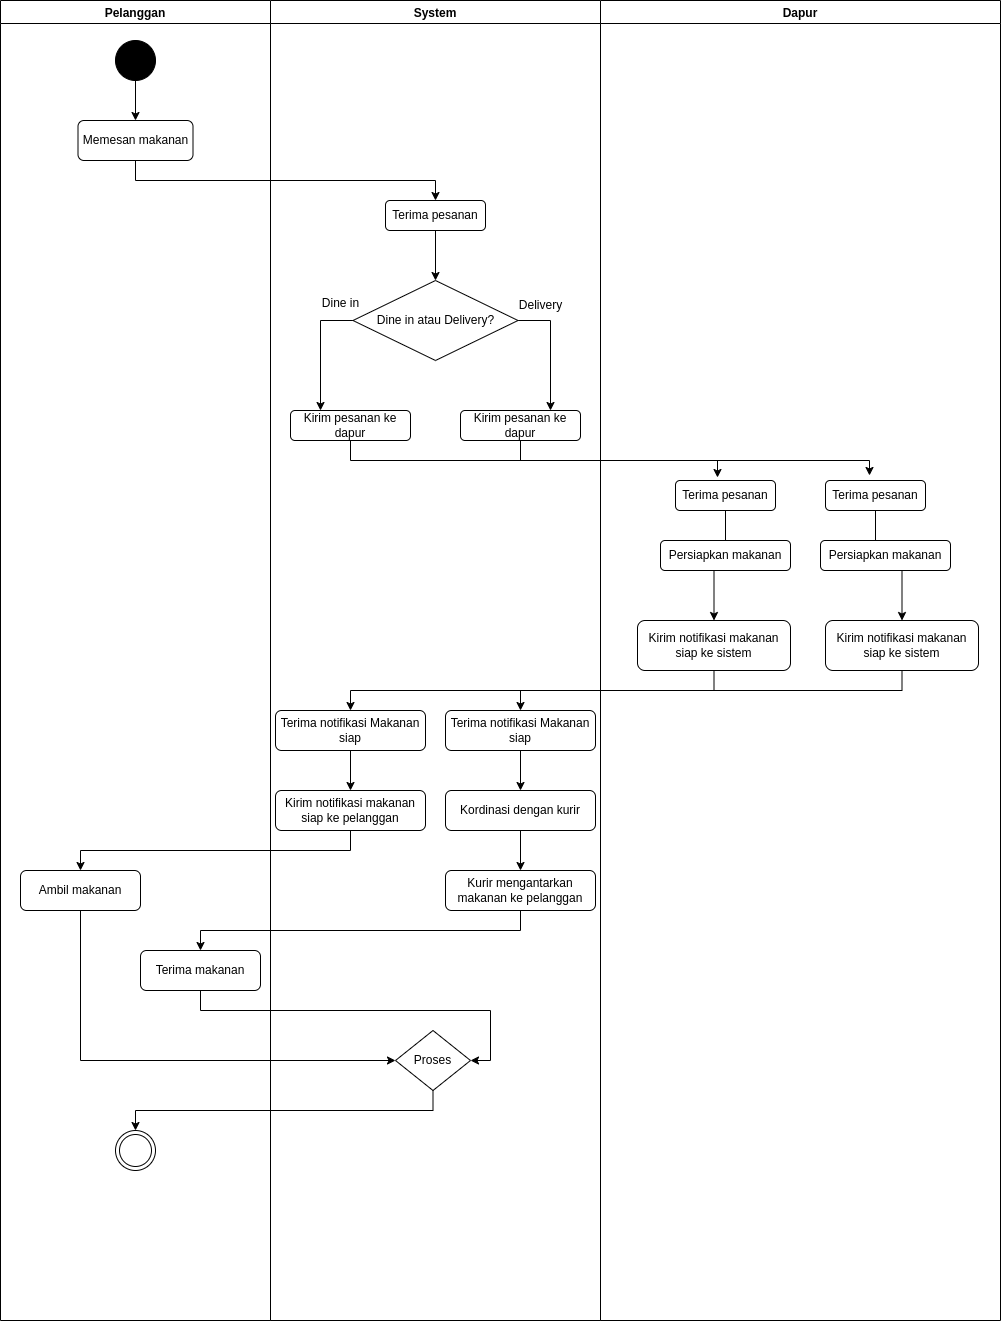 Pelanggan
System
Dapur
Memesan makanan
Terima pesanan
Dine in
Delivery
Dine in atau Delivery?
Kirim pesanan ke
dapur
Kirim pesanan ke
dapur
Terima pesanan
Terima pesanan
Persiapkan makanan
Persiapkan makanan
Kirim notifikasi makanan
siap ke sistem
Kirim notifikasi makanan
siap ke sistem
Terima notifikasi Makanan
siap
Terima notifikasi Makanan
siap
Kirim notifikasi makanan
siap ke pelanggan
Kordinasi dengan kurir
Ambil makanan
Kurir mengantarkan
makanan ke pelanggan
Terima makanan
Proses